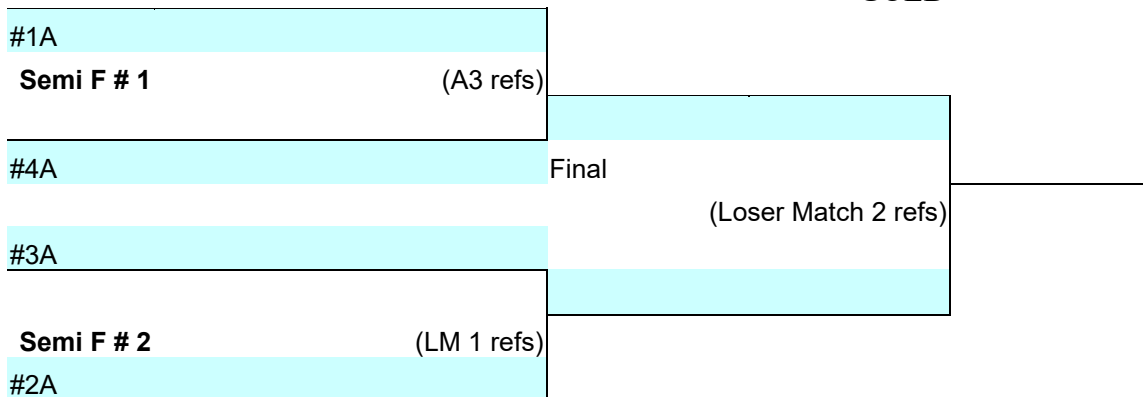 #1A
Semi F # 1 (A3 refs)
#4A
Final
(Loser Match 2 refs)
#3A
Semi F # 2 (LM 1 refs)
#2A